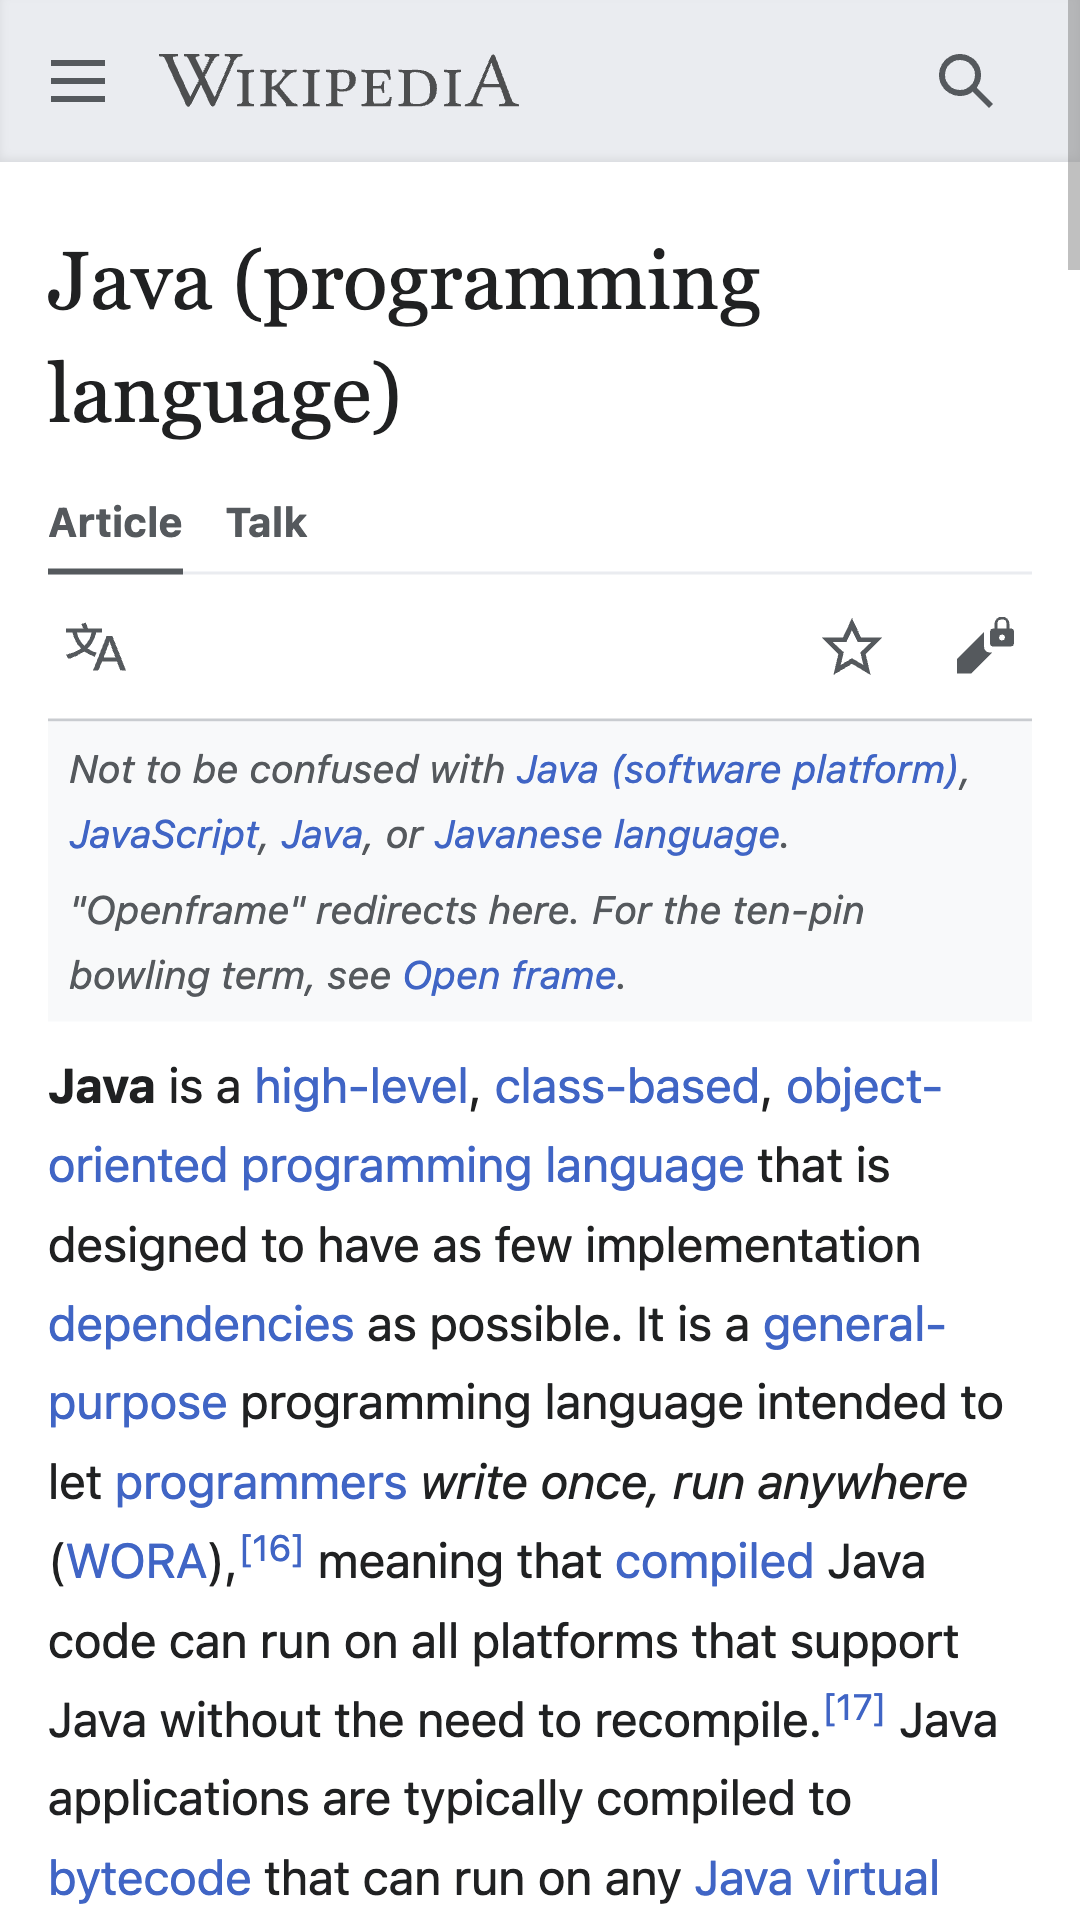 WIKIPEDIA
Java (programming
language)
Article Talk
文A
Not to be confused with Java (software platform),
JavaScript, Java, or Javanese language.
"Openframe" redirects here. For the ten-pin
bowling term, see Open frame.
Java is a high-level, class-based, object-
oriented programming language that is
designed to have as few implementation
dependencies as possible. It is a general-
purpose programming language intended to
let programmers write once, run anywhere
(WORA),[16] meaning that compiled Java
code can run on all platforms that support
Java without the need to recompile.[17] Java
applications are typically compiled to
bytecode that can run on any Java virtual